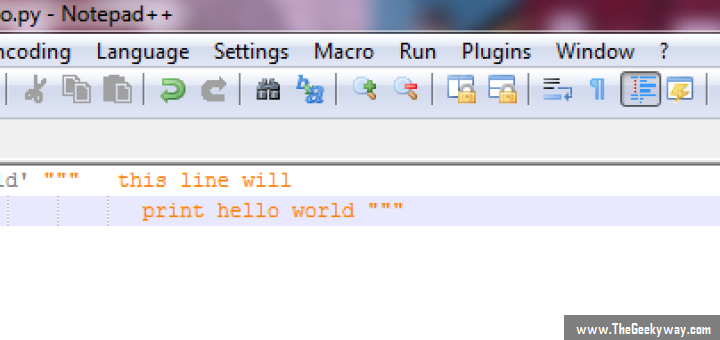 o.py - Notepad++
ncoding Language Settings Macro Run Plugins Window ?
d' """ this line will
print hello world """
www.TheGeekyway.com